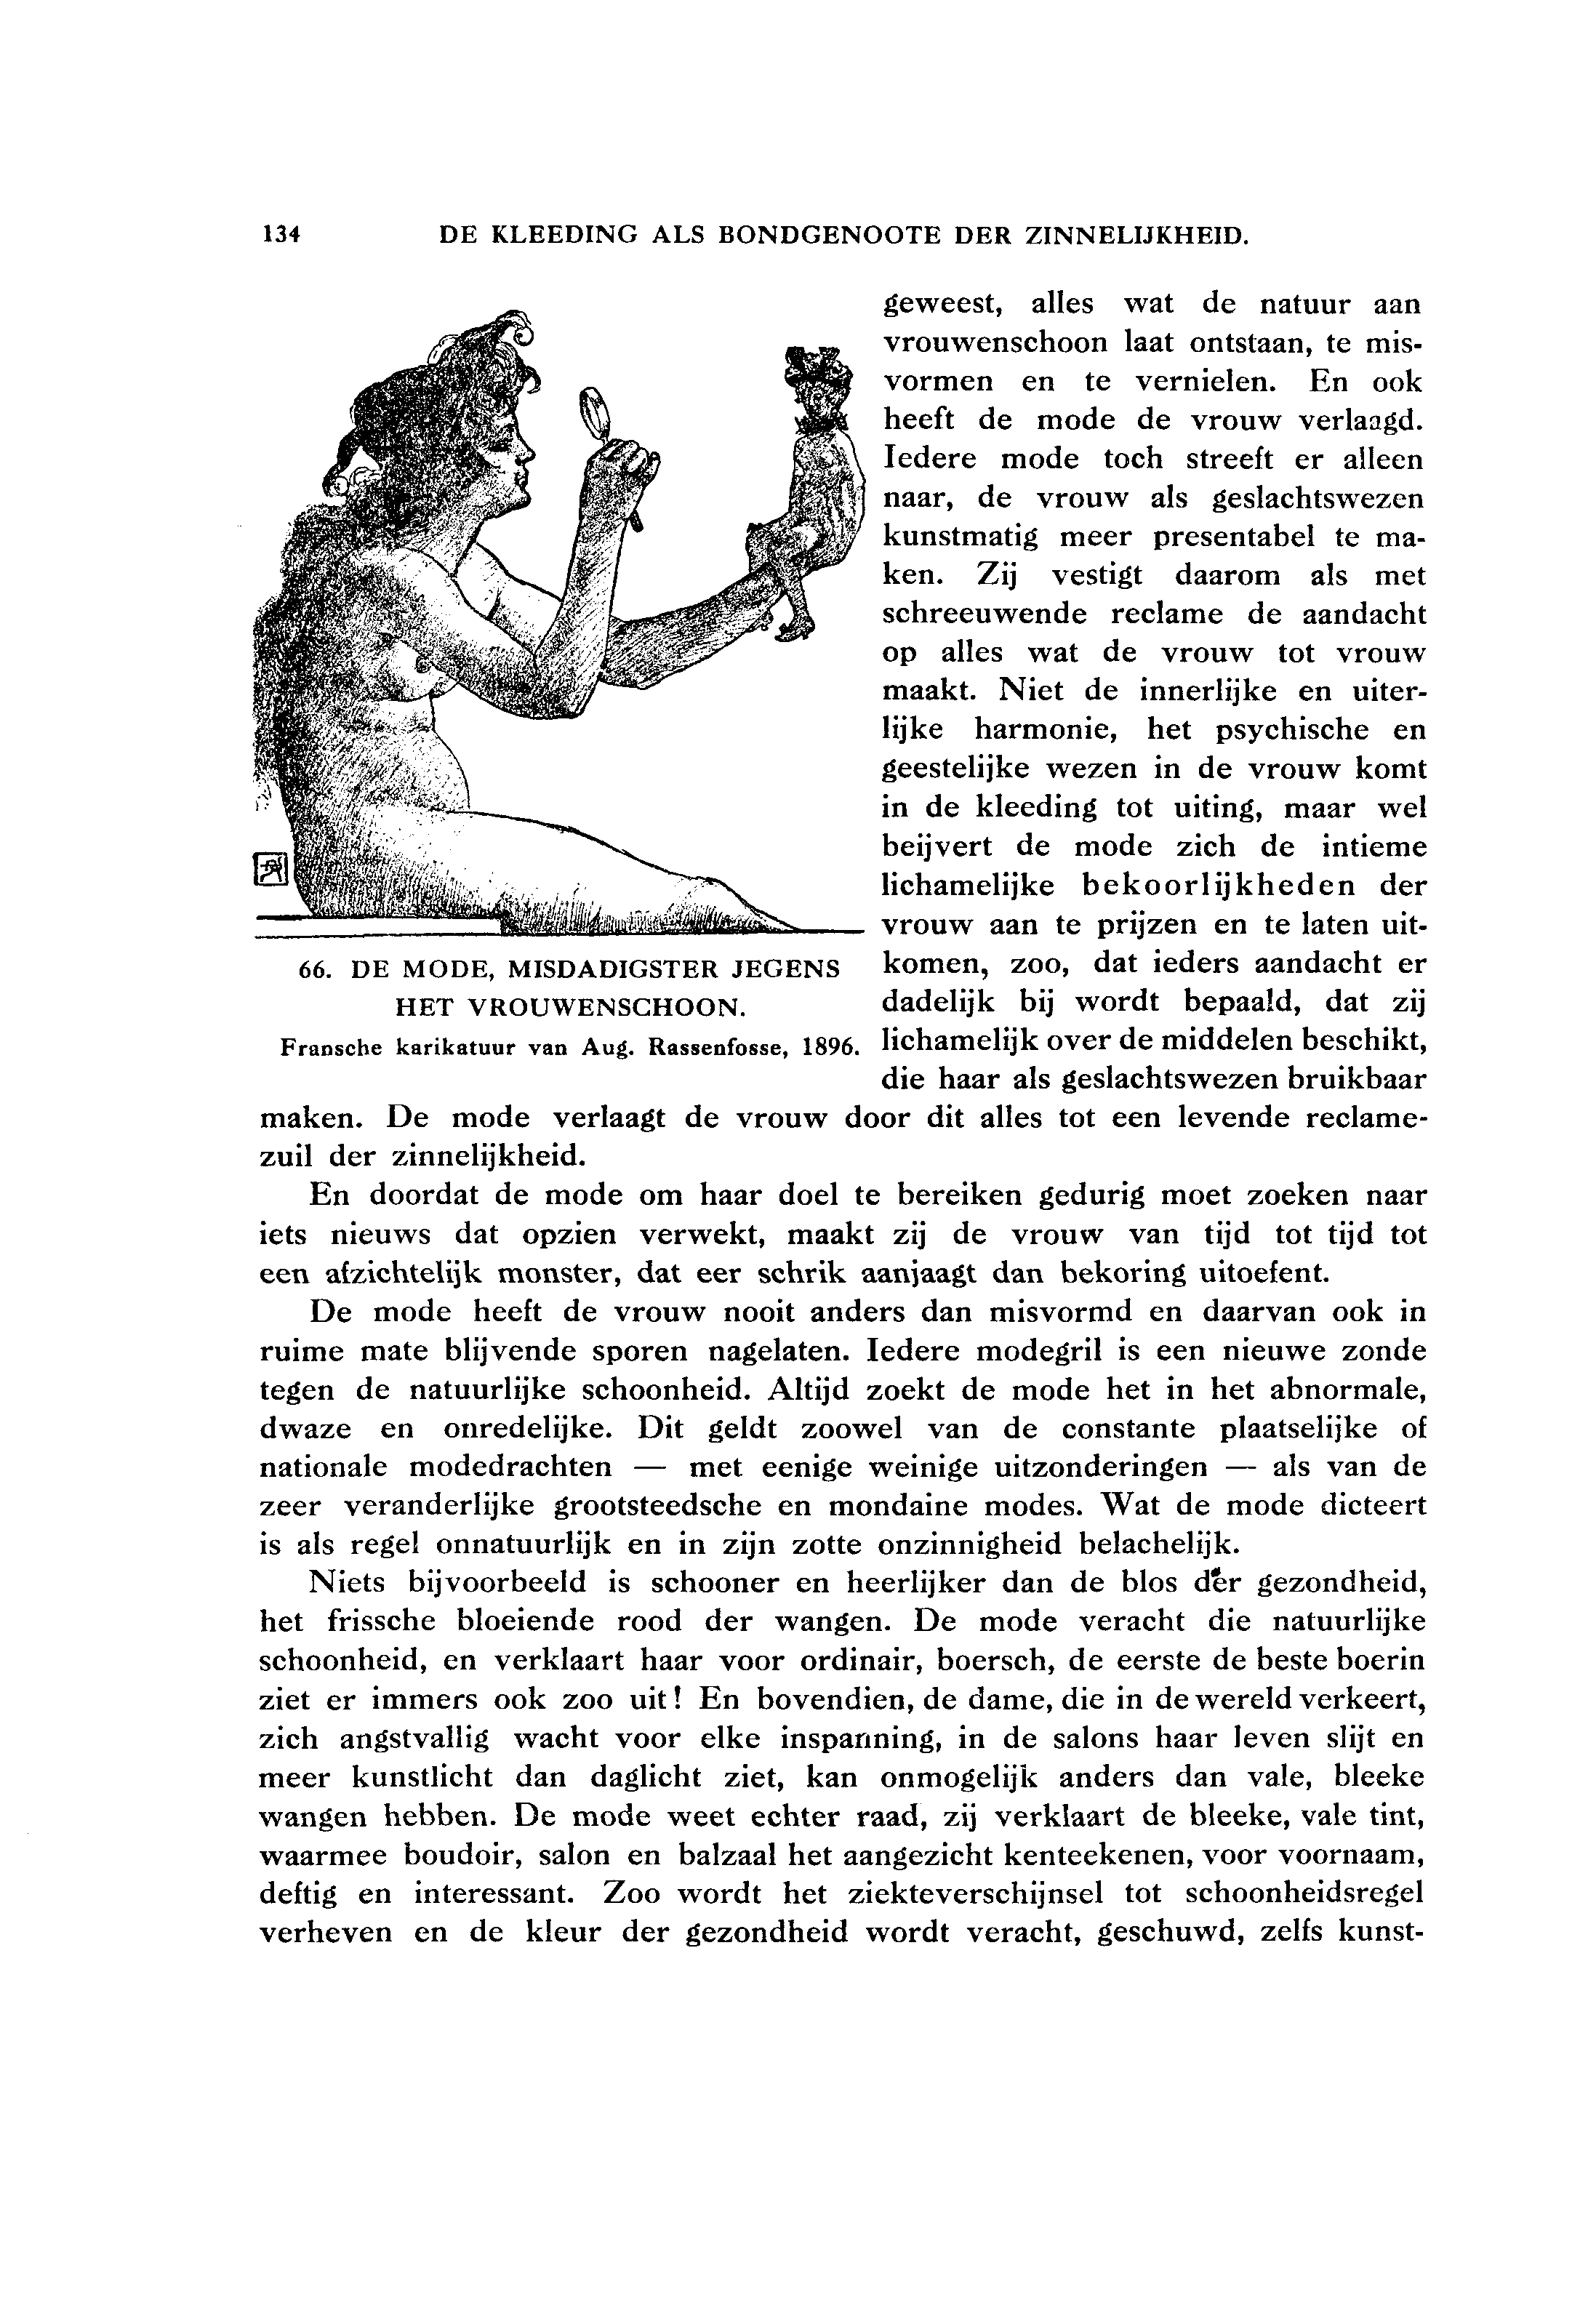 134 DE KLEEDING ALS BONDGENOOTE DER ZINNELIJKHEID.
geweest, alles wat de natuur aan
vrouwenschoon laat ontstaan, te mis-
vormen en te vernielen. En ook
heeft de mode de vrouw verlaagd.
Iedere mode toch streeft er alleen
naar, de vrouw als geslachtswezen
kunstmatig meer presentabel te ma-
ken. Zij vestigt daarom als met
schreeuwende reclame de aandacht
op alles wat de vrouw tot vrouw
maakt. Niet de innerlijke en uiter-
lijke harmonie, het psychische en
geestelijke wezen in de vrouw komt
in de kleeding tot uiting, maar wel
beijvert de mode zich de intieme
lichamelijke bekoorlijkheden der
vrouw aan te prijzen en te laten uit-
komen, zoo, dat ieders aandacht er
dadelijk bij wordt bepaald, dat zij
lichamelijk over de middelen beschikt,
die haar als geslachtswezen bruikbaar
66. DE MODE, MISDADIGSTER JEGENS
HET VROUWENSCHOON.
Fransche karikatuur van Aug. Rassenfosse, 1896.
maken. De mode verlaagt de vrouw door dit alles tot een levende reclame-
zuil der zinnelijkheid.
En doordat de mode om haar doel te bereiken gedurig moet zoeken naar
iets nieuws dat opzien verwekt, maakt zij de vrouw van tijd tot tijd tot
een afzichtelijk monster, dat eer schrik aanjaagt dan bekoring uitoefent.
De mode heeft de vrouw nooit anders dan misvormd en daarvan ook in
ruime mate blijvende sporen nagelaten. Iedere modegril is een nieuwe zonde
tegen de natuurlijke schoonheid. Altijd zoekt de mode het in het abnormale,
dwaze en onredelijke. Dit geldt zoowel van de constante plaatselijke of
nationale modedrachten — met eenige weinige uitzonderingen — als van de
zeer veranderlijke grootsteedsche en mondaine modes. Wat de mode dicteert
is als regel onnatuurlijk en in zijn zotte onzinnigheid belachelijk.
Niets bijvoorbeeld is schooner en heerlijker dan de blos der gezondheid,
het frissche bloeiende rood der wangen. De mode veracht die natuurlijke
schoonheid, en verklaart haar voor ordinair, boersch, de eerste de beste boerin
ziet er immers ook zoo uit! En bovendien, de dame, die in de wereld verkeert,
zich angstvallig wacht voor elke inspanning, in de salons haar leven slijt en
meer kunstlicht dan daglicht ziet, kan onmogelijk anders dan vale, bleeke
wangen hebben. De mode weet echter raad, zij verklaart de bleeke, vale tint,
waarmee boudoir, salon en balzaal het aangezicht kenteekenen, voor voornaam,
deftig en interessant. Zoo wordt het ziekteverschijnsel tot schoonheidsregel
verheven en de kleur der gezondheid wordt veracht, geschuwd, zelfs kunst-